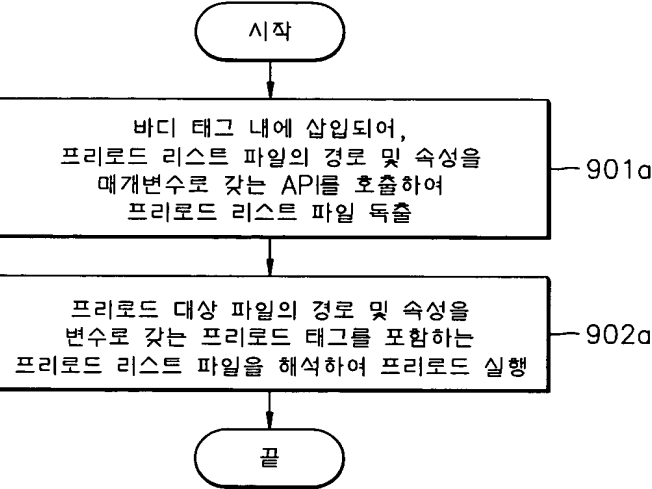 시작
바디 태그 내에 삽입되어,
프리로드 리스트 파일의 경로 및 속성을
매개변수로 갖는 API를 호출하여
프리로드 리스트 파일 독출
901a
프리로드 대상 파일의 경로 및 속성을
변수로 갖는 프리로드 태그를 포함하는
프리로드 리스트 파일을 해석하여 프리로드 실행
902a
끝